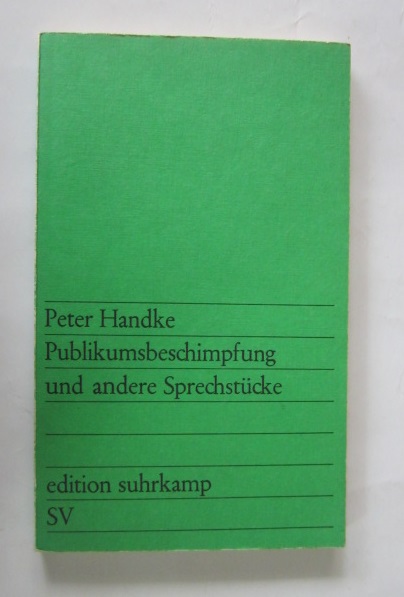 Peter Handke
Publikumsbeschimpfung
und andere Sprechstücke
edition suhrkamp
SV